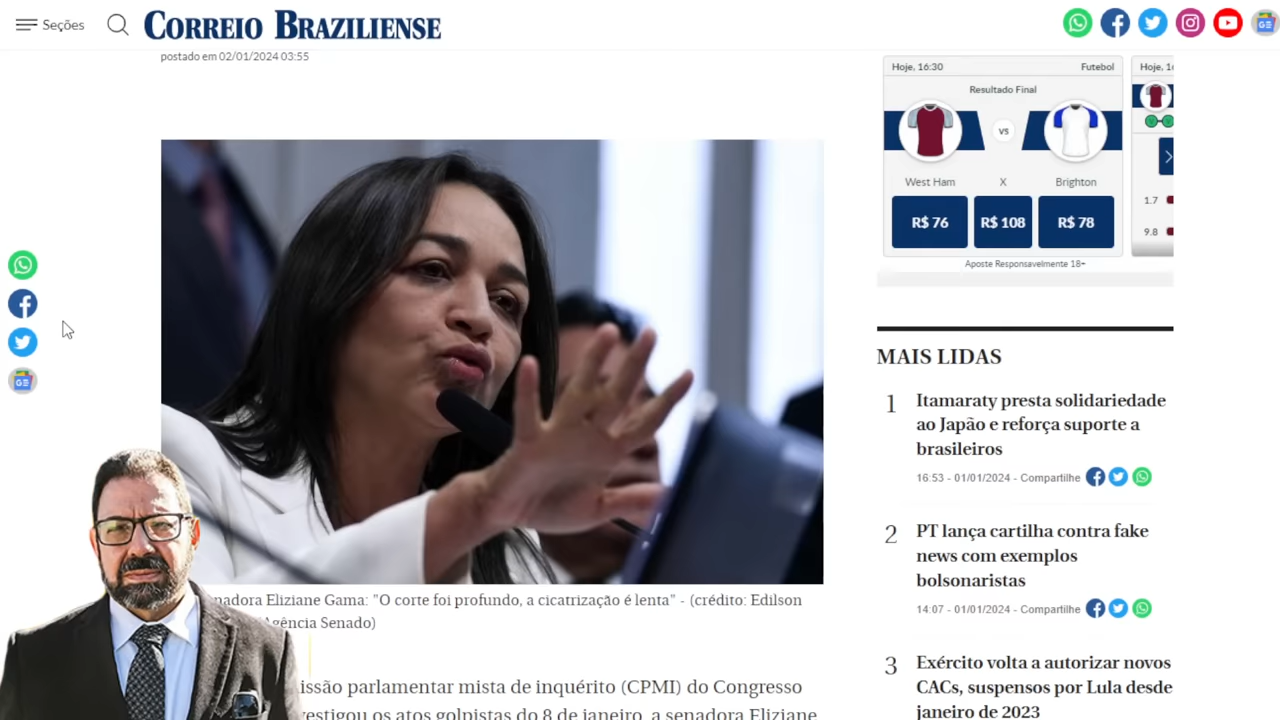 Seções
CORREIO BRAZILIENSE
postado em 02/01/2024 03:55
Hoje, 16:30
Futebol
Resultado Final
vs
West Ham
X
Brighton
R$ 76
R$ 108
R$ 78
Aposte Responsavelmente 18+
1.7
9.8
MAIS LIDAS
1
Itamaraty presta solidariedade
ao Japão e reforça suporte a
brasileiros
16:53 - 01/01/2024 - Compartilhe
2
PT lança cartilha contra fake
news com exemplos
bolsonaristas
14:07 - 01/01/2024 - Compartilhe
3
Exército volta a autorizar novos
CACs, suspensos por Lula desde
janeiro de 2023
nadora Eliziane Gama: "O corte foi profundo, a cicatrização é lenta" - (crédito: Edilson
Agência Senado)
issão parlamentar mista de inquérito (CPMI) do Congresso
vestigou os atos golpistas do 8 de janeiro, a senadora Eliziane